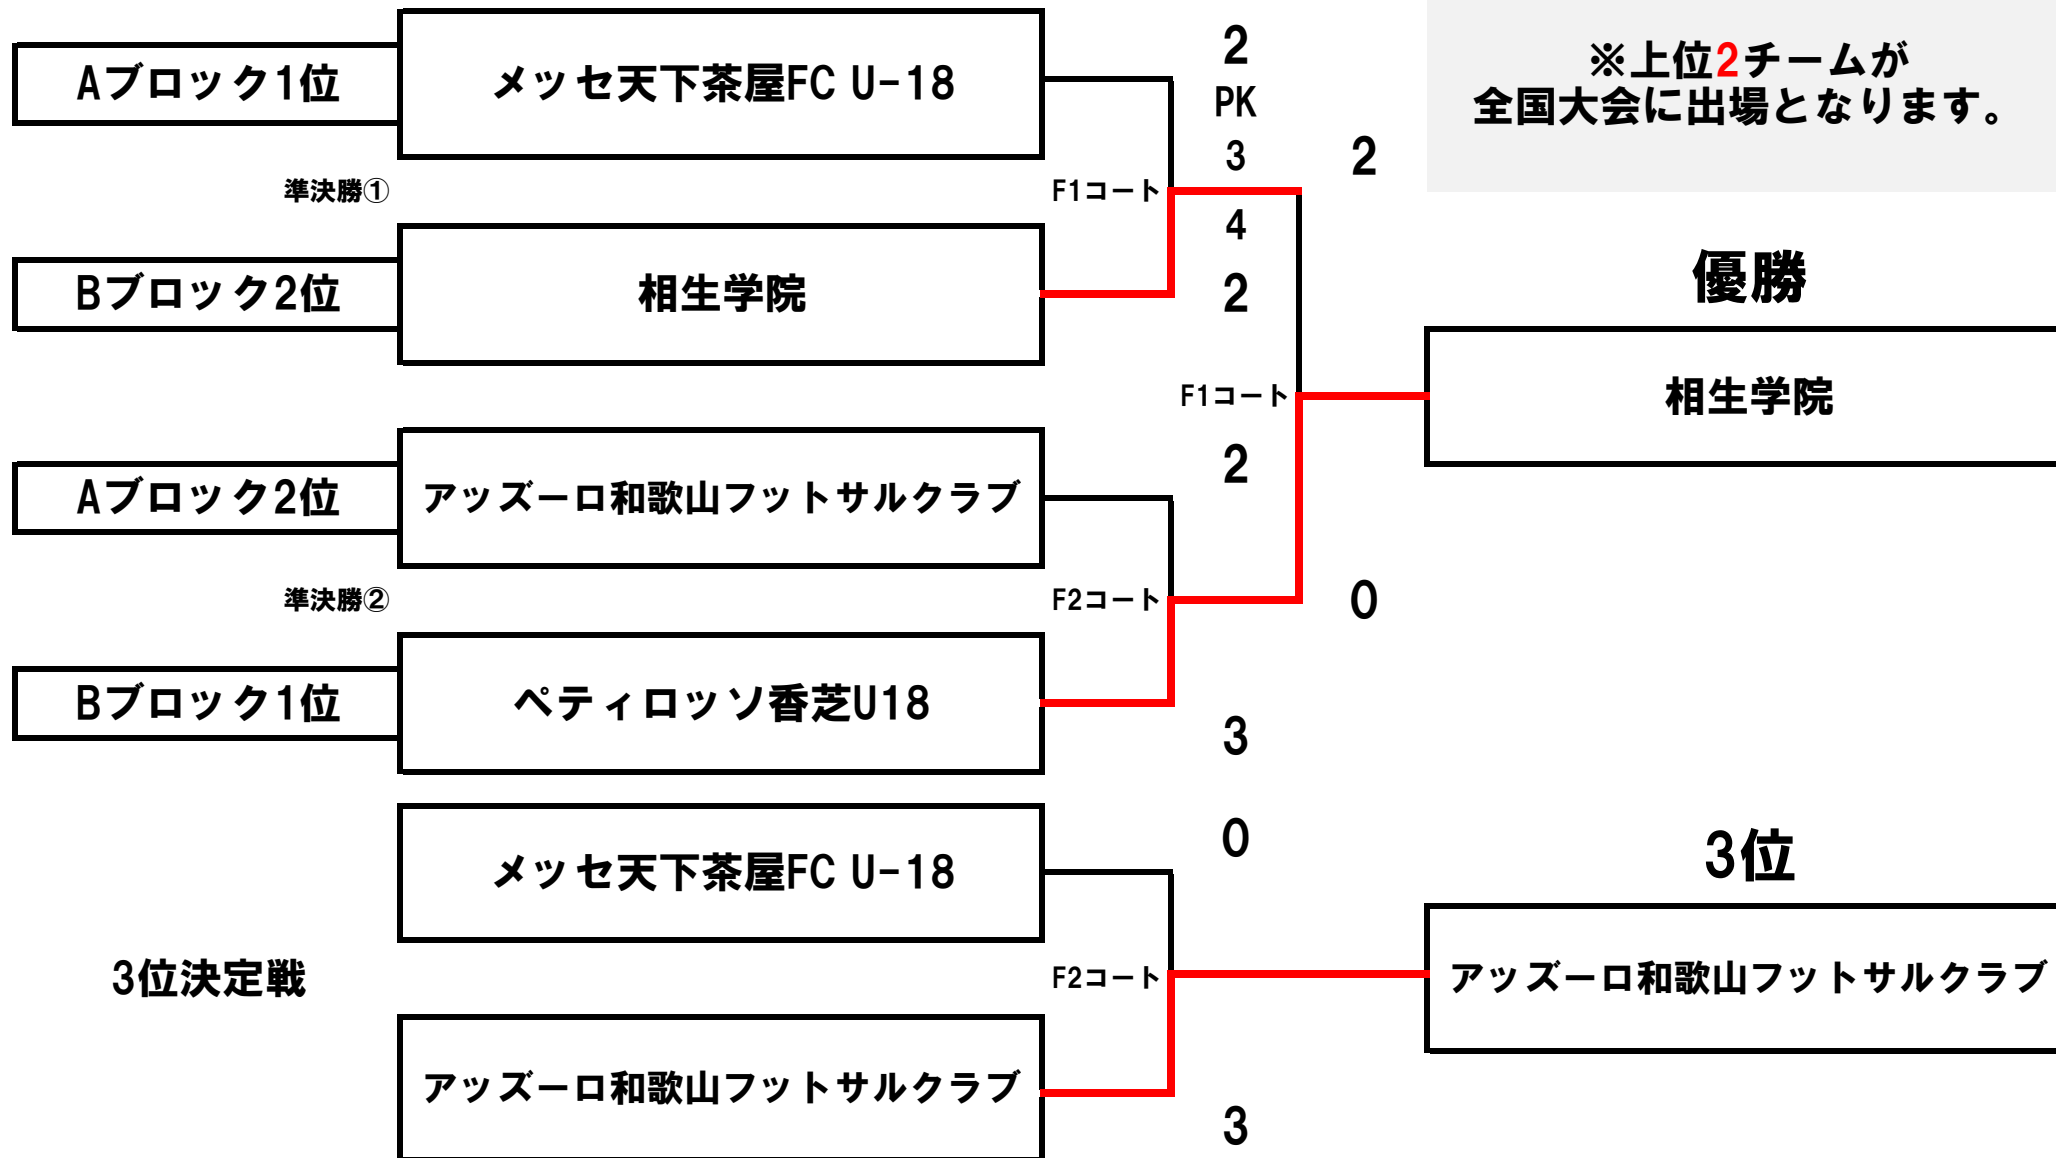 Aブロック1位
メッセ天下茶屋FC U-18
2
PK
3
2
※上位2チームが
全国大会に出場となります。
準決勝①
F1コート
4
Bブロック2位
相生学院
2
優勝
F1コート
相生学院
Aブロック2位
アッズーロ和歌山フットサルクラブ
2
準決勝②
F2コート
0
Bブロック1位
ペティロッソ香芝U18
3
メッセ天下茶屋FC U-18
0
3位
3位決定戦
F2コート
アッズーロ和歌山フットサルクラブ
アッズーロ和歌山フットサルクラブ
3